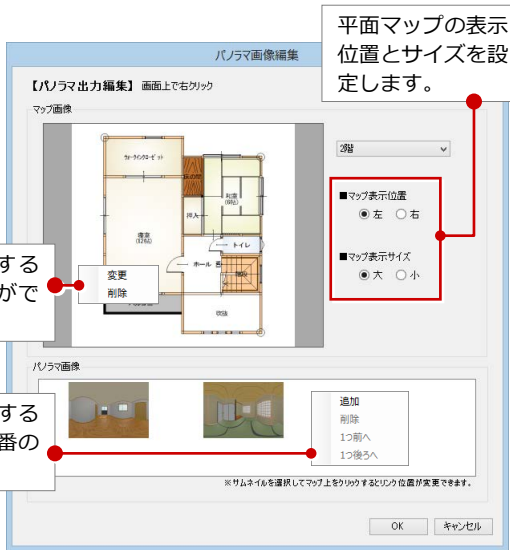 平面マップの表示
位置とサイズを設
定します。
パノラマ画像編集
【パノラマ出力編集】 画面上で右クリック
マップ画像
2階
ウォークインクローゼット
和室
(6帖)
押入
寝室
(12帖)
トイレ
ホール
吹抜
■マップ表示位置
左 右
■マップ表示サイズ
大 小
する
がで
変更
削除
パノラマ画像
する
番の
追加
削除
1つ前へ
1つ後ろへ
※サムネイルを選択してマップ上をクリックするとリンク位置が変更できます。
OK キャンセル